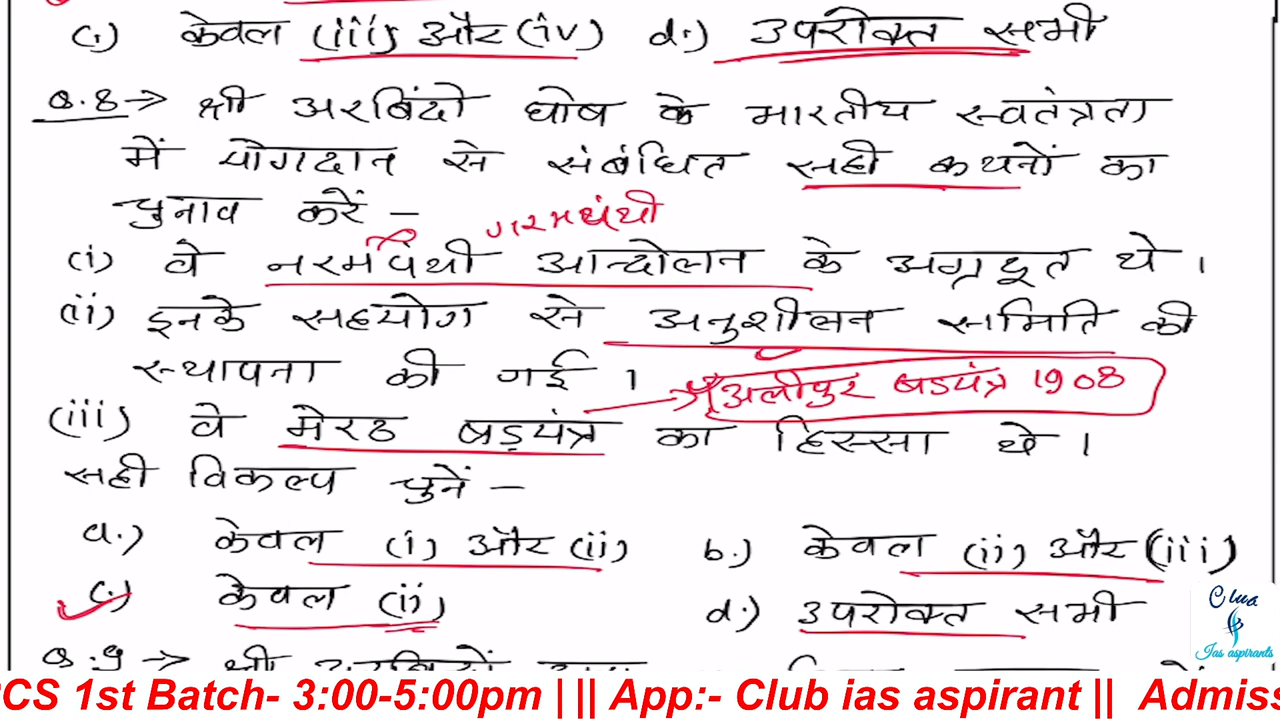 c.) केवल (iii) और (iv) d.) उपरोक्त सभी
Q.8→ श्री अरबिंदो घोष के भारतीय स्वतंत्रता
में योगदान से संबंधित सही कथनों का
चुनाव करें –
गरमपंथी
(i) वे नरमपंथी आन्दोलन के अग्रदूत थे।
(ii) इनके सहयोग से अनुशीलन समिति की
स्थापना की गई।
अलीपुर षडयंत्र 1908
(iii) वे मेरठ षड़यंत्र का हिस्सा थे।
सही विकल्प चुनें –
a.) केवल (i) और (ii) b.) केवल (ii) और (iii)
c.) केवल (ii) d.) उपरोक्त सभी
Club
Ias aspirants
Q.9→ श्री
CS 1st Batch- 3:00-5:00pm | || App:- Club ias aspirant || Admiss